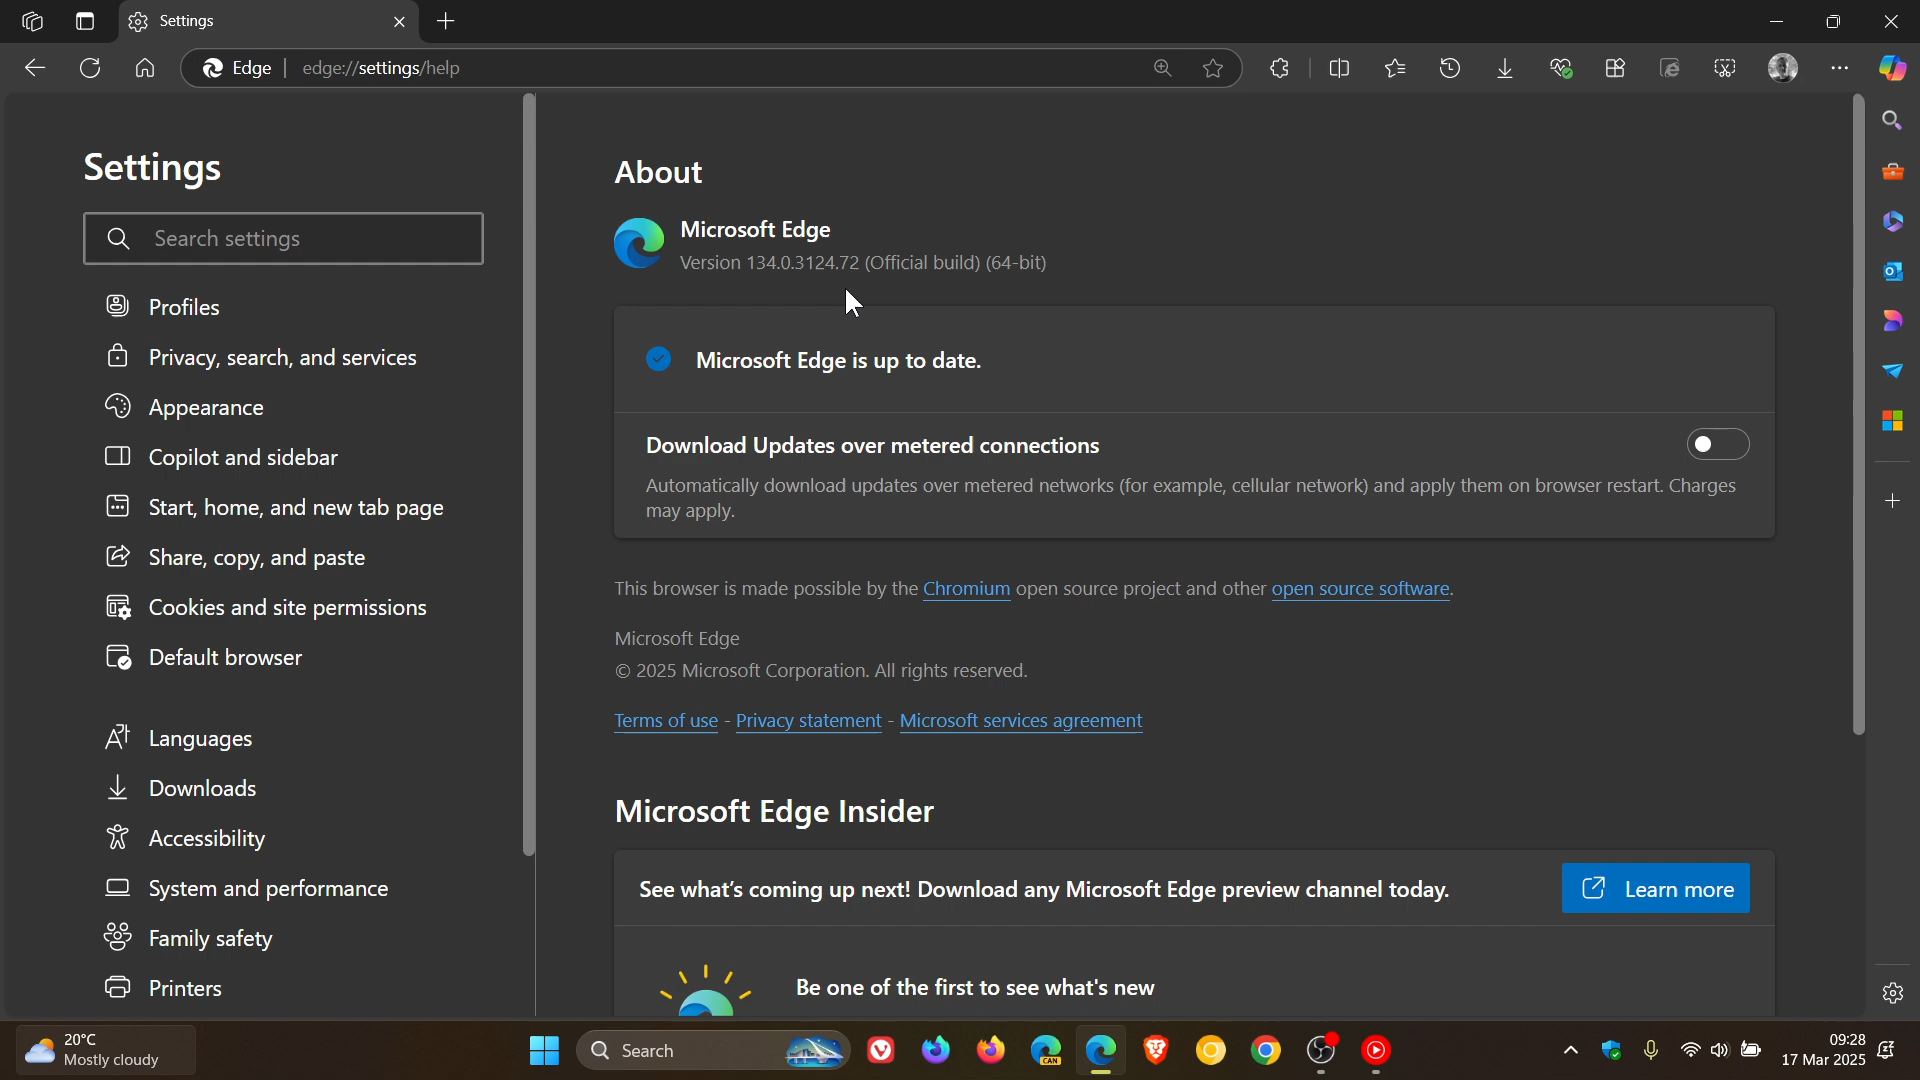 Settings
Edge
edge://settings/help
Settings
Search settings
Profiles
Privacy, search, and services
Appearance
Copilot and sidebar
Start, home, and new tab page
Share, copy, and paste
Cookies and site permissions
Default browser
Languages
Downloads
Accessibility
System and performance
Family safety
Printers
About
Microsoft Edge
Version 134.0.3124.72 (Official build) (64-bit)
Microsoft Edge is up to date.
Download Updates over metered connections
Automatically download updates over metered networks (for example, cellular network) and apply them on browser restart. Charges
may apply.
This browser is made possible by the Chromium open source project and other open source software.
Microsoft Edge
© 2025 Microsoft Corporation. All rights reserved.
Terms of use - Privacy statement - Microsoft services agreement
Microsoft Edge Insider
See what's coming up next! Download any Microsoft Edge preview channel today.
Learn more
Be one of the first to see what's new
20°C
Mostly cloudy
Search
CAN
09:28
17 Mar 2025